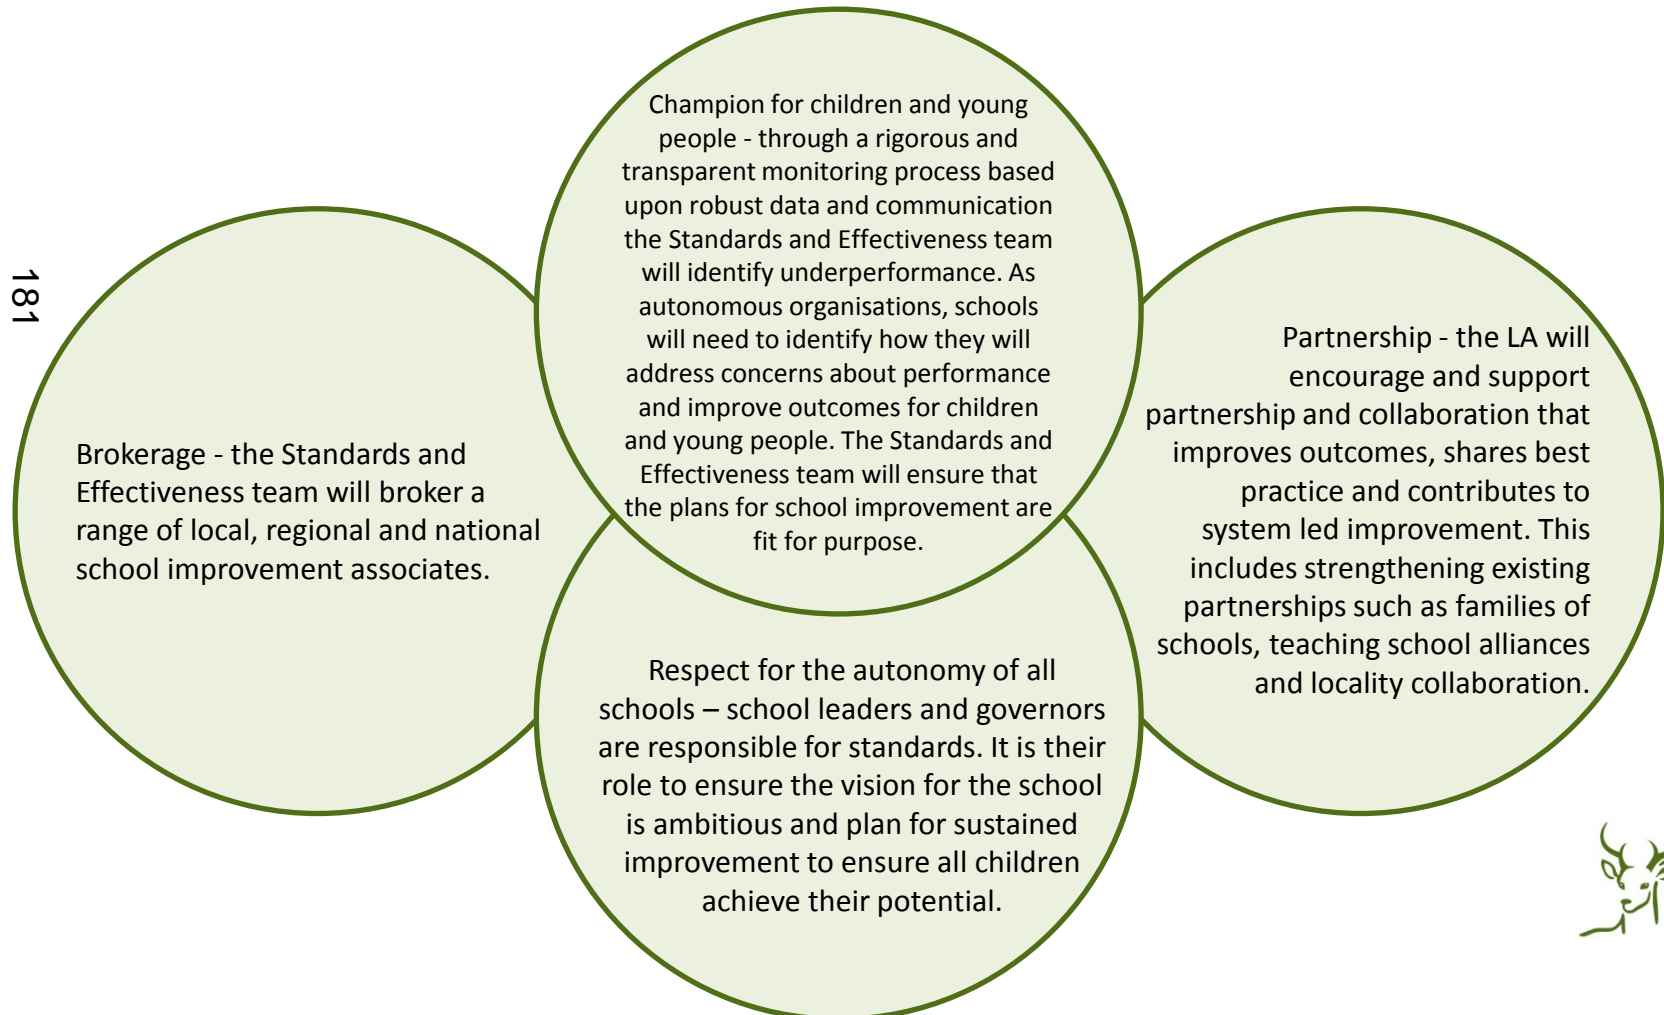 181
Champion for children and young
people - through a rigorous and
transparent monitoring process based
upon robust data and communication
the Standards and Effectiveness team
will identify underperformance. As
autonomous organisations, schools
will need to identify how they will
address concerns about performance
and improve outcomes for children
and young people. The Standards and
Effectiveness team will ensure that
the plans for school improvement are
fit for purpose.
Brokerage - the Standards and
Effectiveness team will broker a
range of local, regional and national
school improvement associates.
Partnership - the LA will
encourage and support
partnership and collaboration that
improves outcomes, shares best
practice and contributes to
system led improvement. This
includes strengthening existing
partnerships such as families of
schools, teaching school alliances
and locality collaboration.
Respect for the autonomy of all
schools – school leaders and governors
are responsible for standards. It is their
role to ensure the vision for the school
is ambitious and plan for sustained
improvement to ensure all children
achieve their potential.